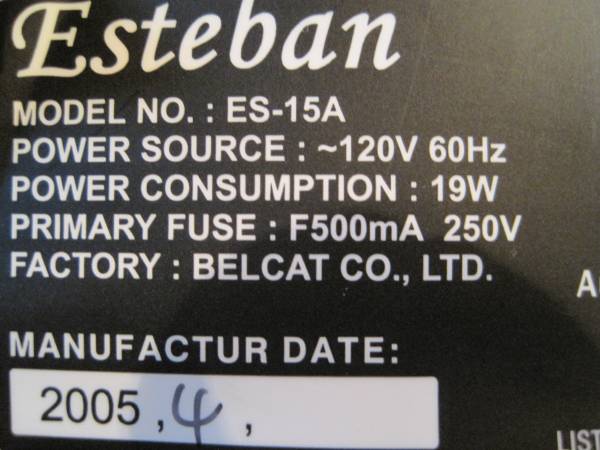 Esteban
MODEL NO. : ES-15A
POWER SOURCE : ~120V 60Hz
POWER CONSUMPTION : 19W
PRIMARY FUSE : F500mA 250V
FACTORY : BELCAT CO., LTD.
MANUFACTUR DATE:
2005 , 4 ,
LIST